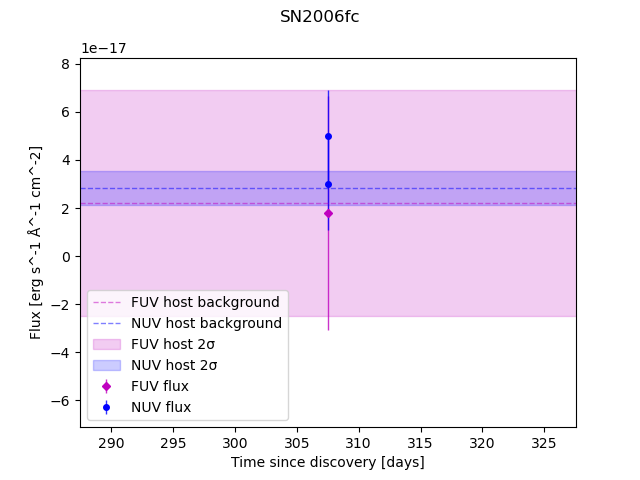 SN2006fc
1e−17
8
6
4
2
0
−2
−4
−6
Flux [erg s^-1 Å^-1 cm^-2]
FUV host background
NUV host background
FUV host 2σ
NUV host 2σ
FUV flux
NUV flux
290 295 300 305 310 315 320 325
Time since discovery [days]